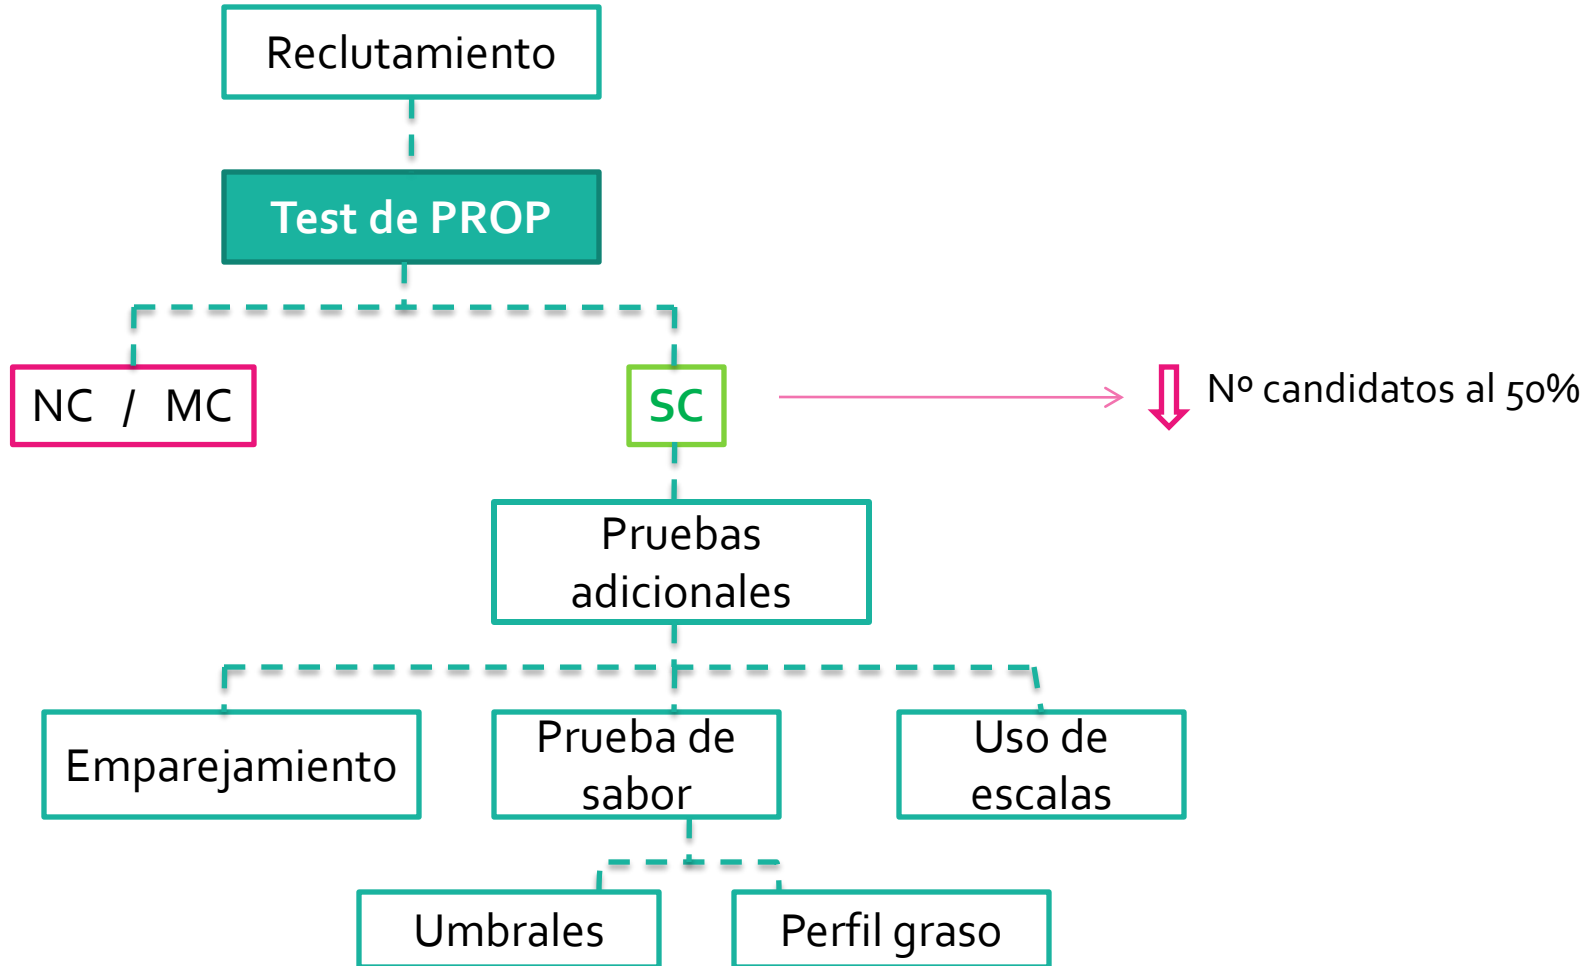 Reclutamiento
Test de PROP
NC / MC
SC
Nº candidatos al 50%
Pruebas
adicionales
Emparejamiento
Prueba de
sabor
Uso de
escalas
Umbrales
Perfil graso